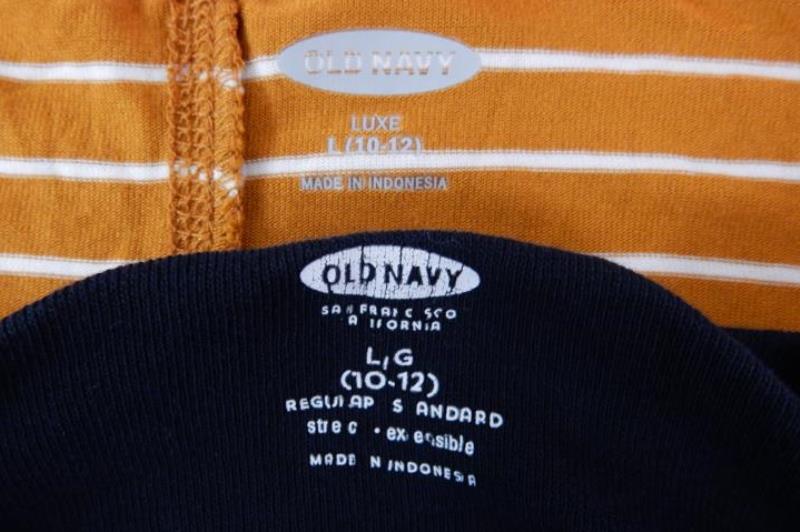 OLD NAVY
LUXE
L (10-12)
MADE IN INDONESIA
OLD NAVY
SAN FRANCISCO
CALIFORNIA
L/G
(10-12)
REGULAR STANDARD
stretch • extensible
MADE IN INDONESIA